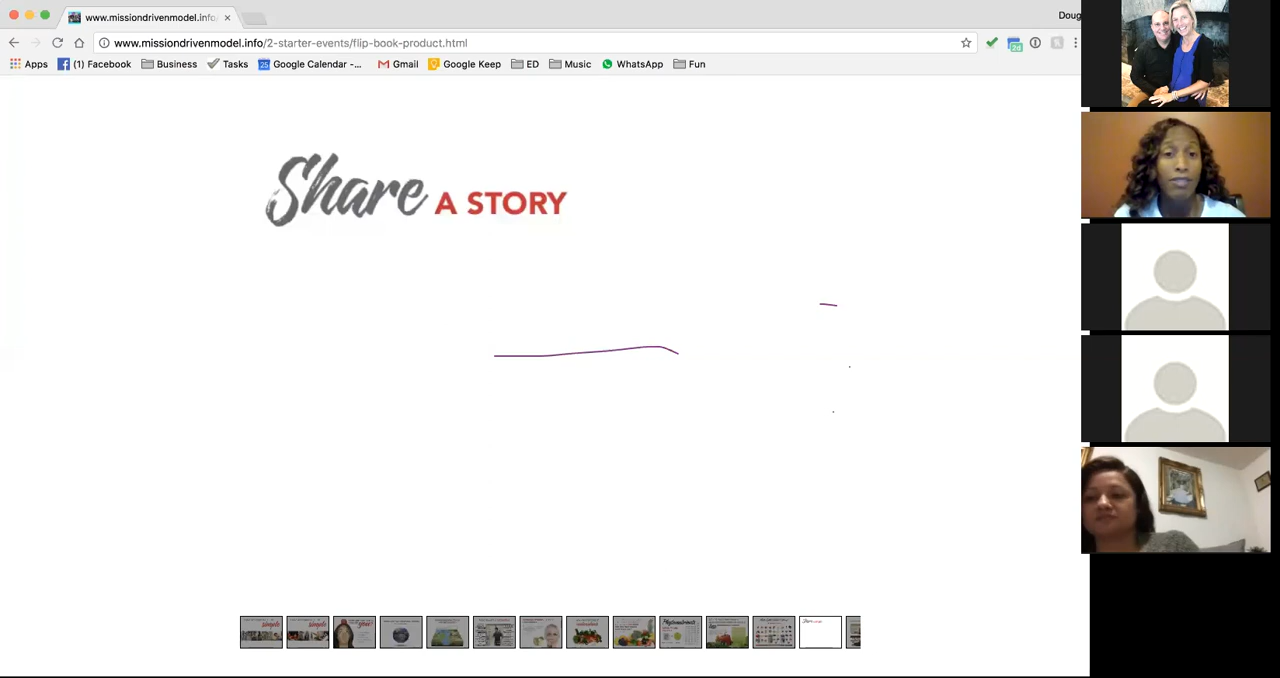 www.missiondrivenmodel.info/
Doug
www.missiondrivenmodel.info/2-starter-events/flip-book-product.html
Apps
(1) Facebook
Business
Tasks
Google Calendar -...
Gmail
Google Keep
ED
Music
WhatsApp
Fun
Share A STORY